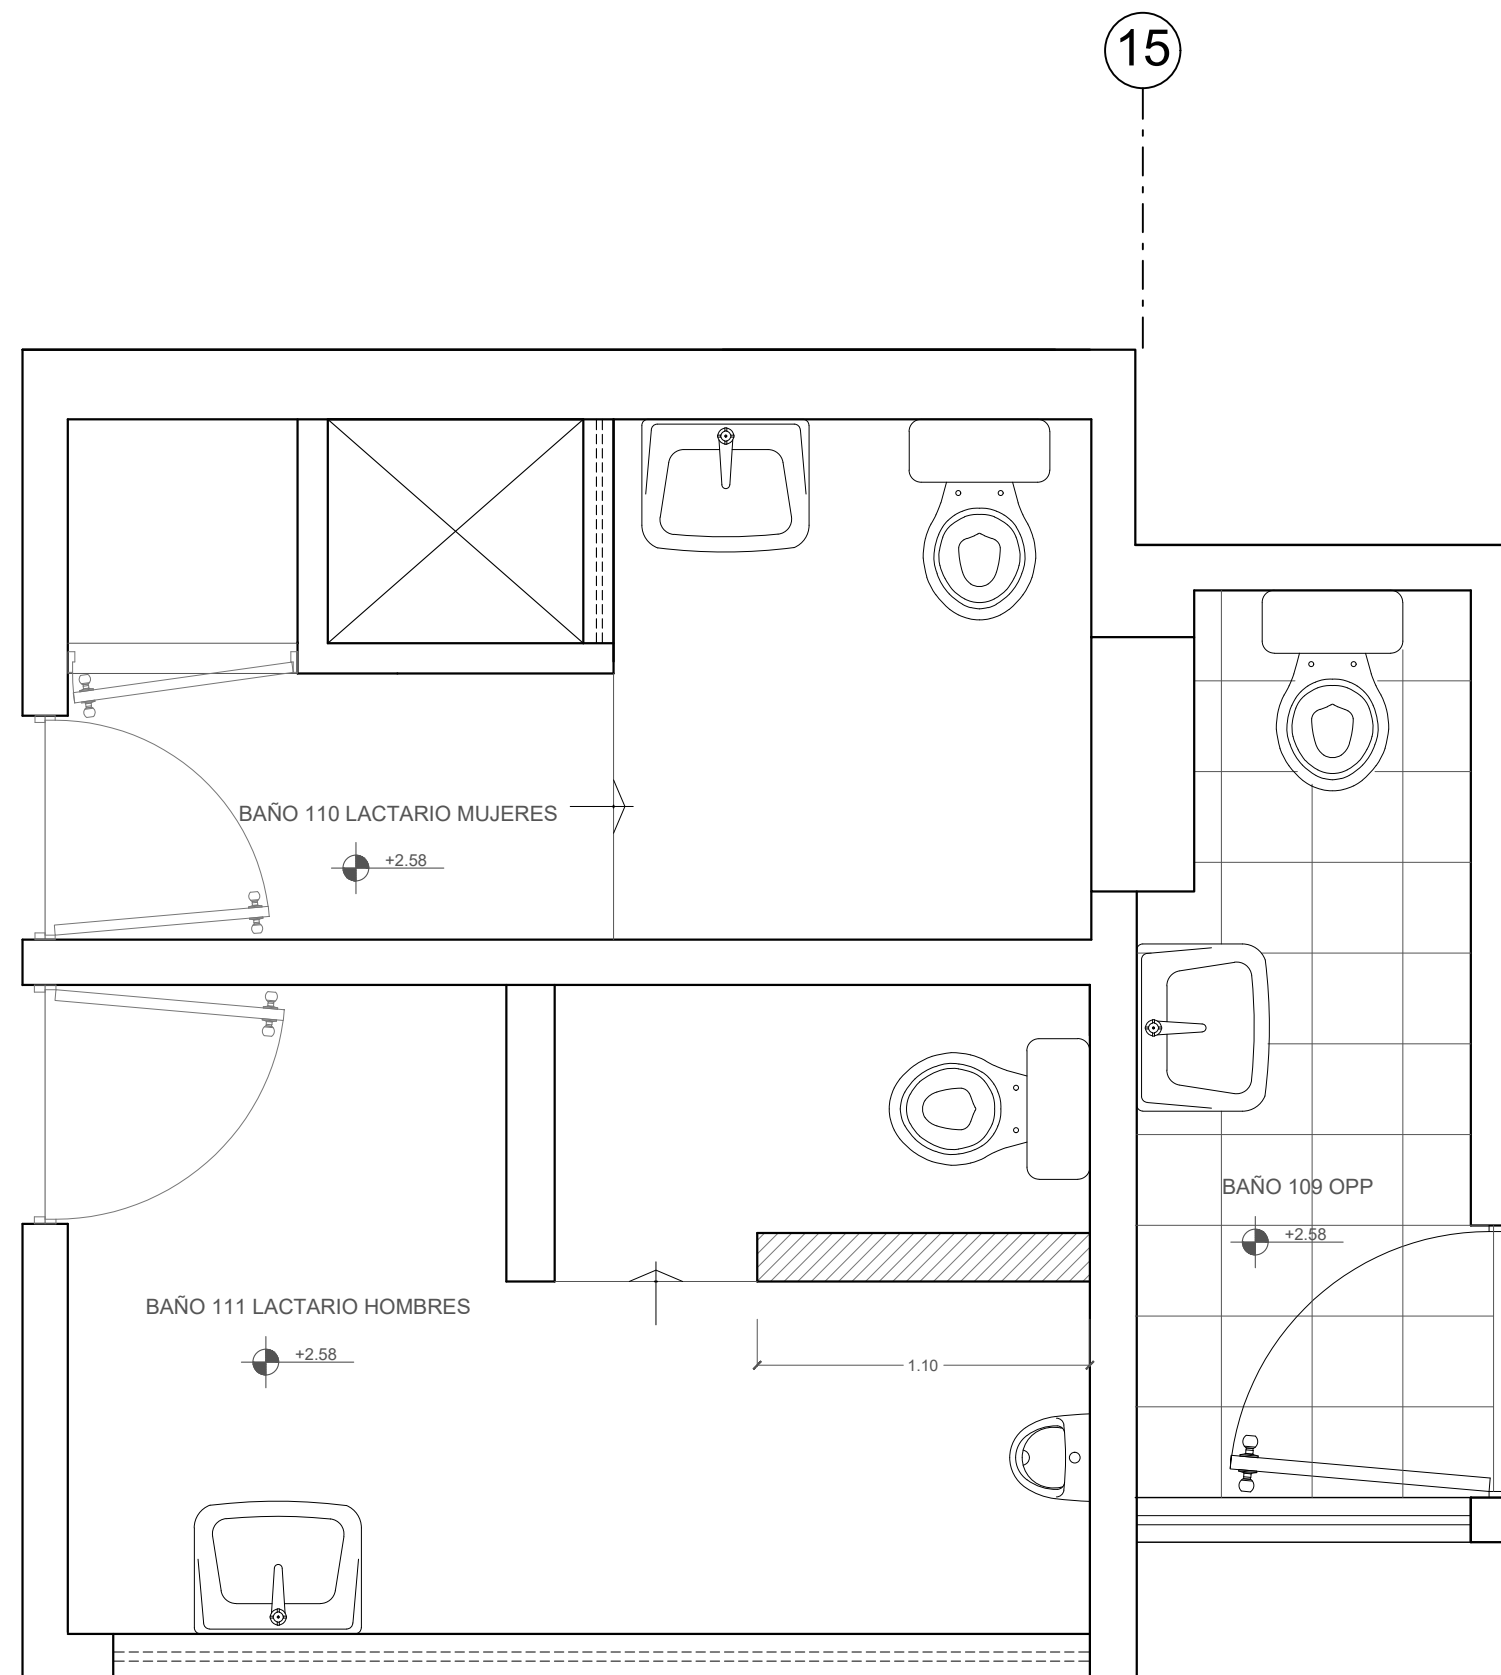 15
BAÑO 110 LACTARIO MUJERES
+2.58
BAÑO 109 OPP
+2.58
BAÑO 111 LACTARIO HOMBRES
+2.58
1.10